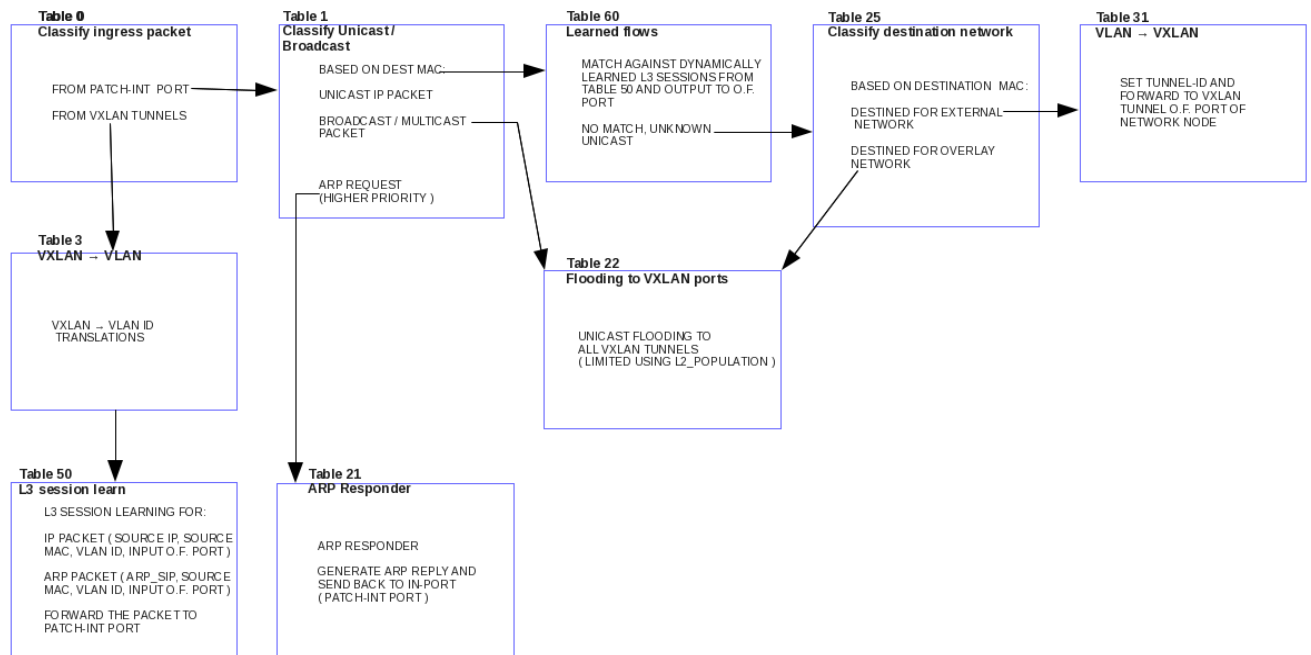 Table 0
Classify ingress packet
FROM PATCH-INT PORT
FROM VXLAN TUNNELS
Table 1
Classify Unicast /
Broadcast
BASED ON DEST MAC:
UNICAST IP PACKET
BROADCAST / MULTICAST
PACKET
ARP REQUEST
(HIGHER PRIORITY )
Table 60
Learned flows
MATCH AGAINST DYNAMICALLY
LEARNED L3 SESSIONS FROM
TABLE 50 AND OUTPUT TO O.F.
PORT
NO MATCH, UNKNOWN
UNICAST
Table 25
Classify destination network
BASED ON DESTINATION MAC:
DESTINED FOR EXTERNAL
NETWORK
DESTINED FOR OVERLAY
NETWORK
Table 31
VLAN → VXLAN
SET TUNNEL-ID AND
FORWARD TO VXLAN
TUNNEL O.F. PORT OF
NETWORK NODE
Table 3
VXLAN → VLAN
VXLAN → VLAN ID
TRANSLATIONS
Table 22
Flooding to VXLAN ports
UNICAST FLOODING TO
ALL VXLAN TUNNELS
( LIMITED USING L2_POPULATION )
Table 50
L3 session learn
L3 SESSION LEARNING FOR:
IP PACKET ( SOURCE IP, SOURCE
MAC, VLAN ID, INPUT O.F. PORT )
ARP PACKET ( ARP_SIP, SOURCE
MAC, VLAN ID, INPUT O.F. PORT )
FORWARD THE PACKET TO
PATCH-INT PORT
Table 21
ARP Responder
ARP RESPONDER
GENERATE ARP REPLY AND
SEND BACK TO IN-PORT
( PATCH-INT PORT )